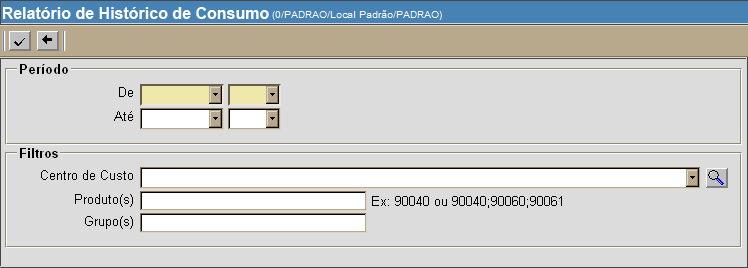 Relatório de Histórico de Consumo (0/PADRAO/Local Padrão/PADRAO)
Período
De
Até
Filtros
Centro de Custo
Produto(s) Ex: 90040 ou 90040;90060;90061
Grupo(s)